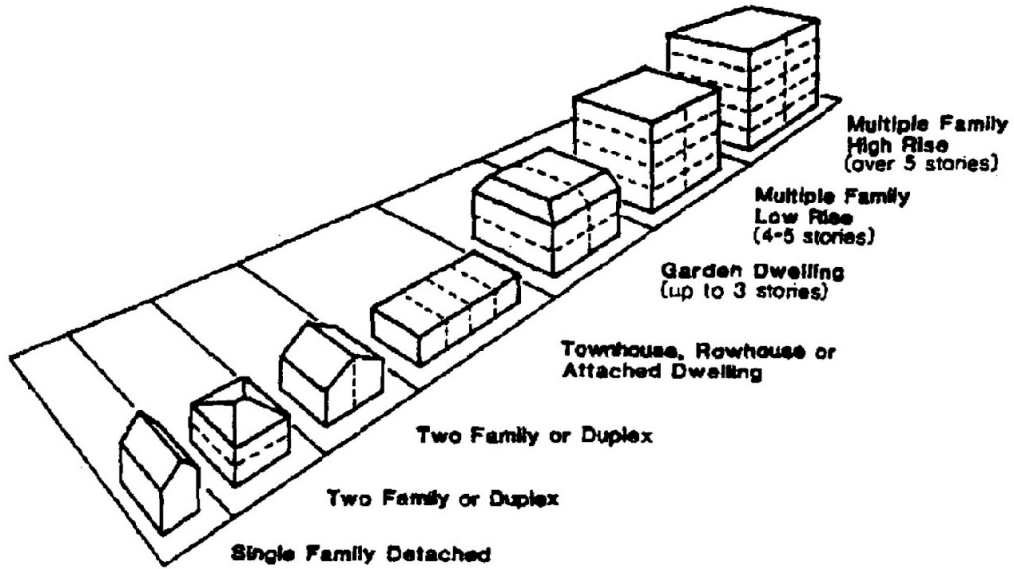 Multiple Family
High Rise
(over 5 stories)
Multiple Family
Low Rise
(4-5 stories)
Garden Dwelling
(up to 3 stories)
Townhouse, Rowhouse or
Attached Dwelling
Two Family or Duplex
Two Family or Duplex
Single Family Detached